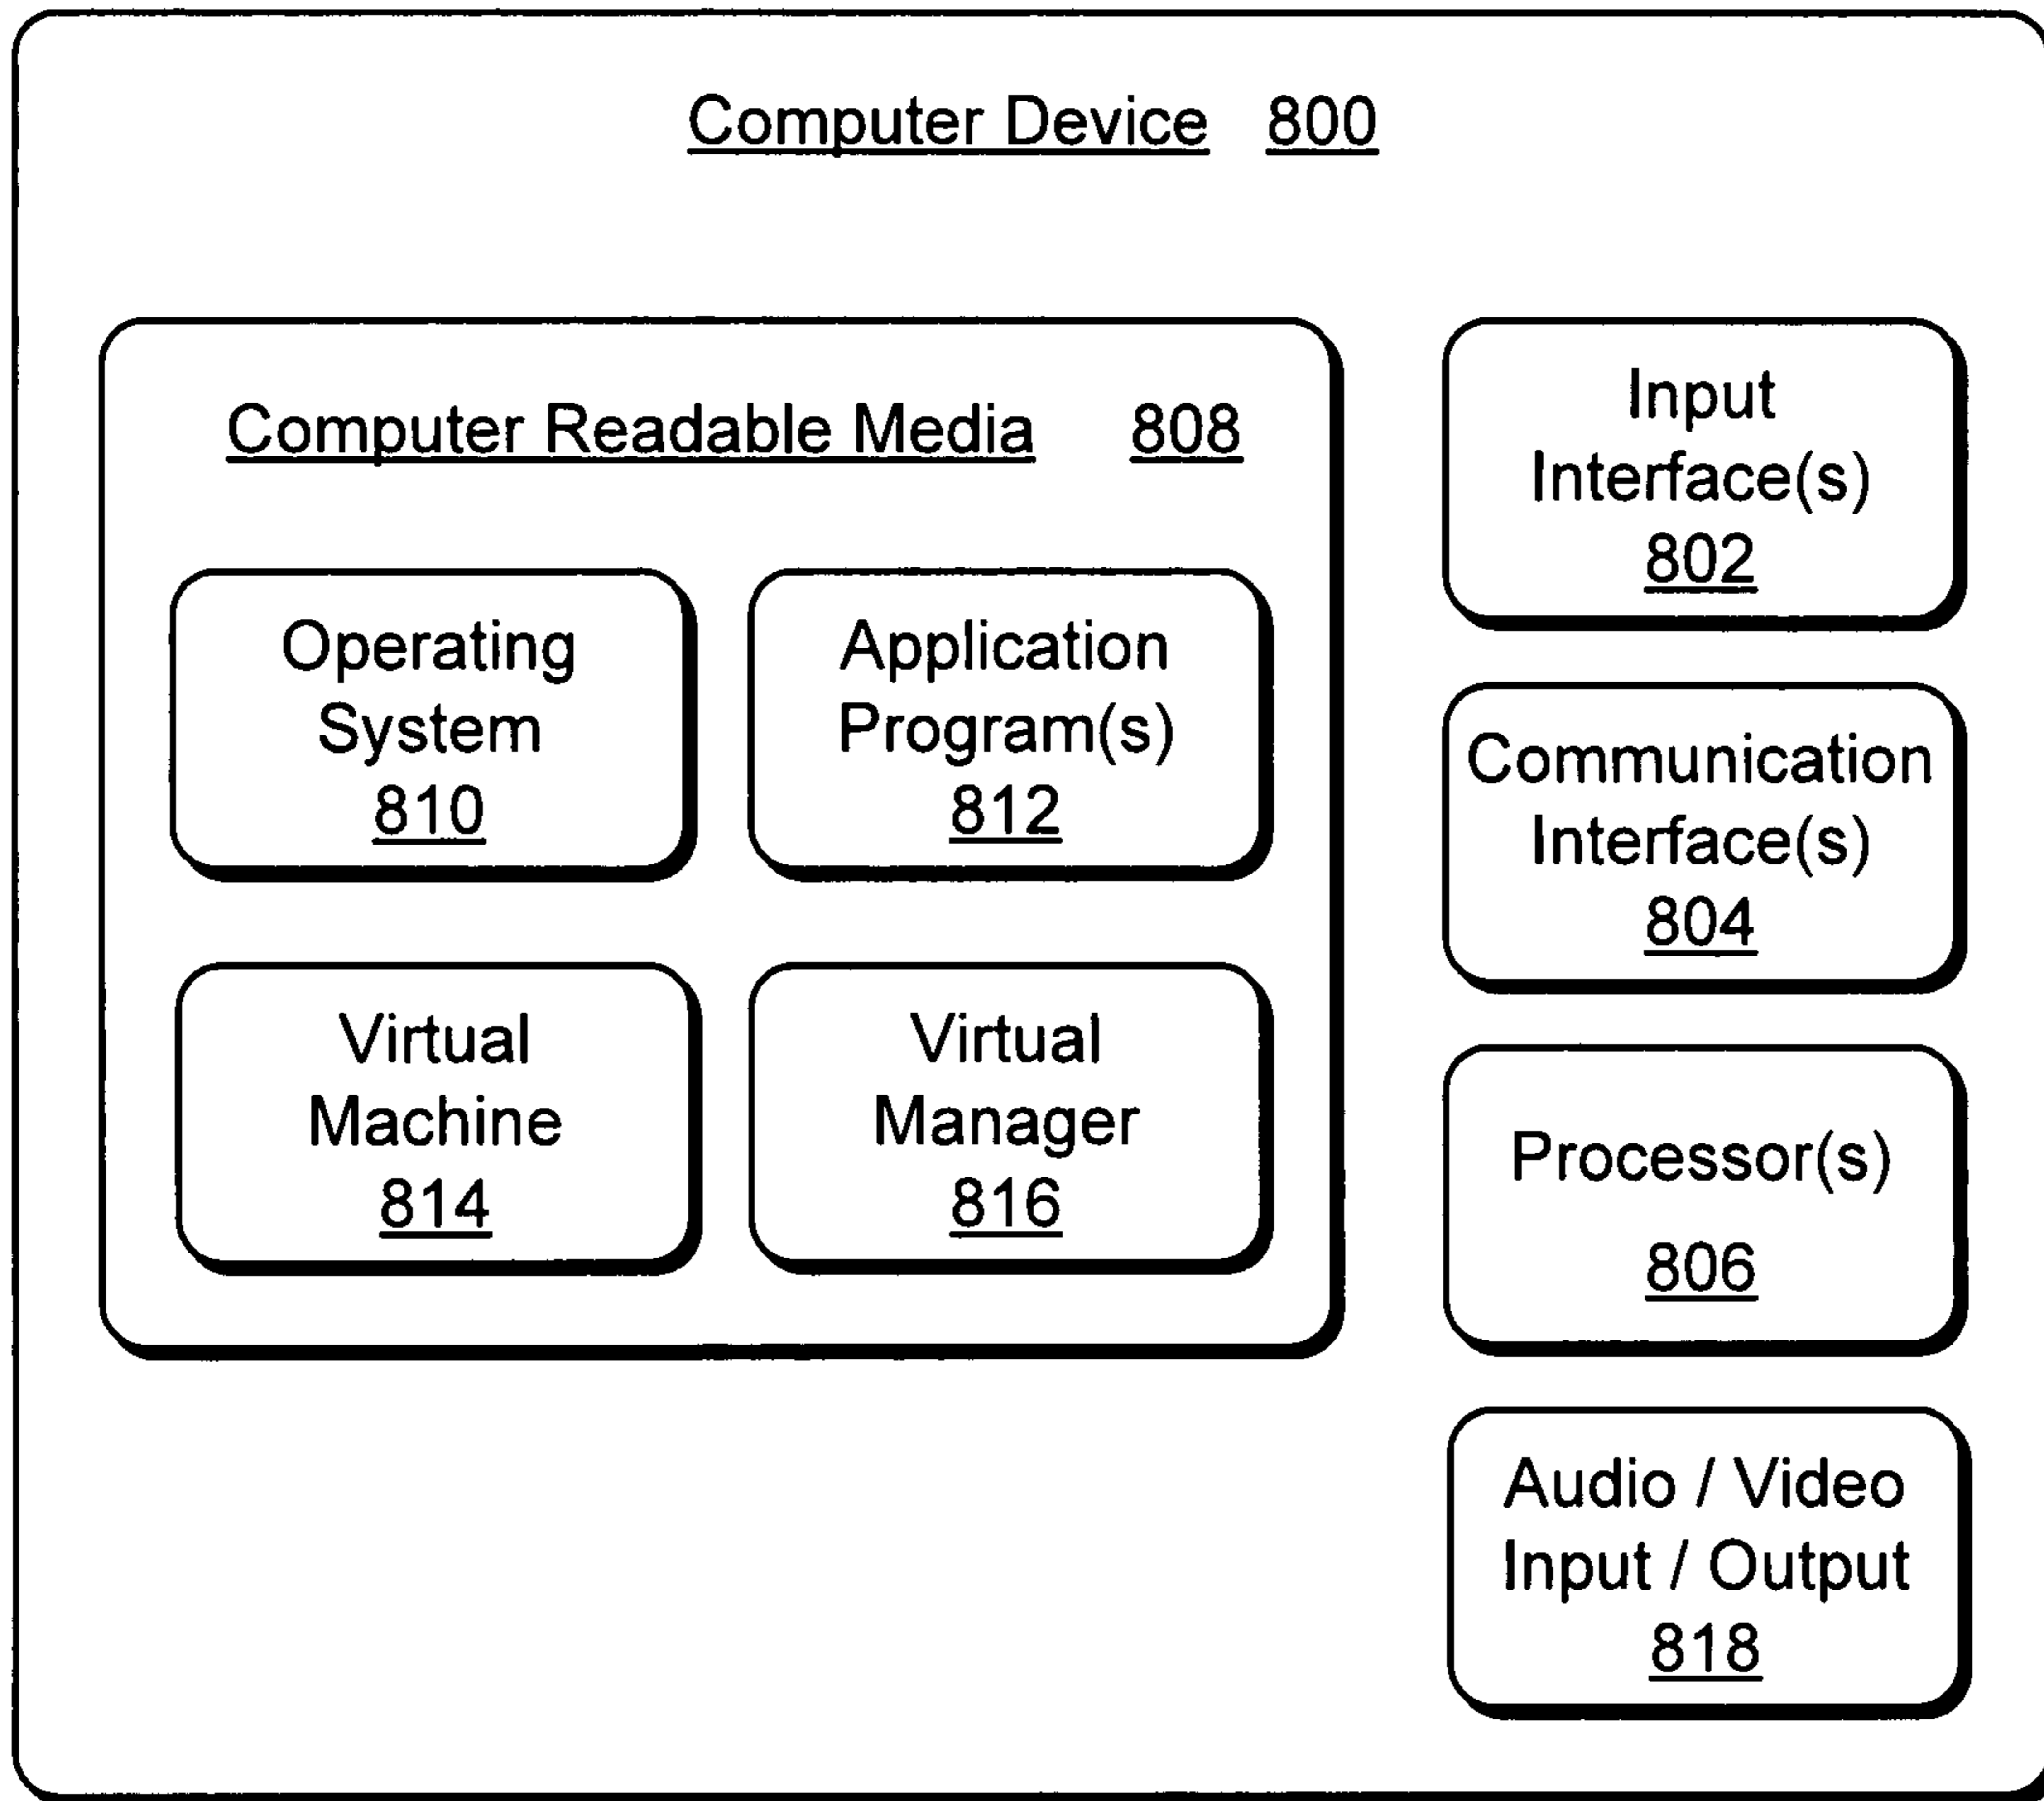 Computer Device 800
Computer Readable Media 808
Operating
System
810
Application
Program(s)
812
Virtual
Machine
814
Virtual
Manager
816
Input
Interface(s)
802
Communication
Interface(s)
804
Processor(s)
806
Audio / Video
Input / Output
818